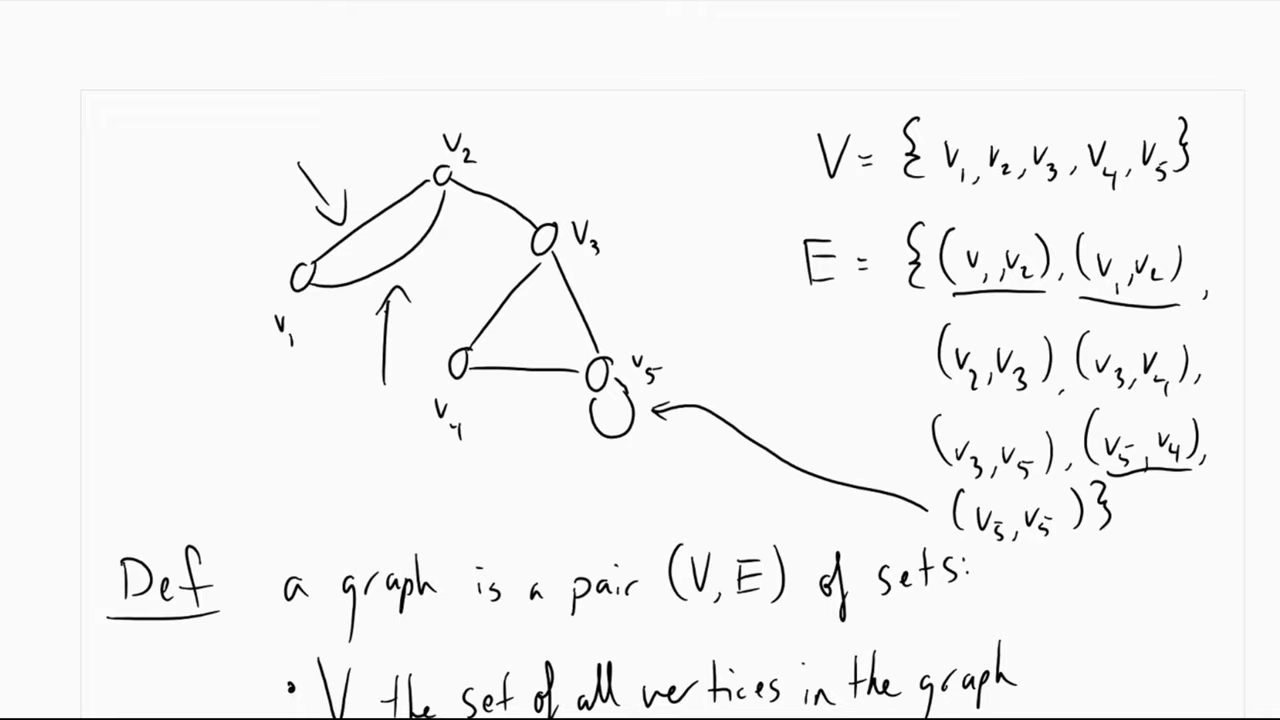 v₂
V = { v₁, v₂, v₃, v₄, v₅ }
v₃
E = { (v₁, v₂), (v₁, v₂),
v₁
(v₂, v₃), (v₃, v₄),
v₅
v₄
(v₃, v₅), (v₅, v₄),
(v₅, v₅) }
Def a graph is a pair (V, E) of sets:
• V the set of all vertices in the graph